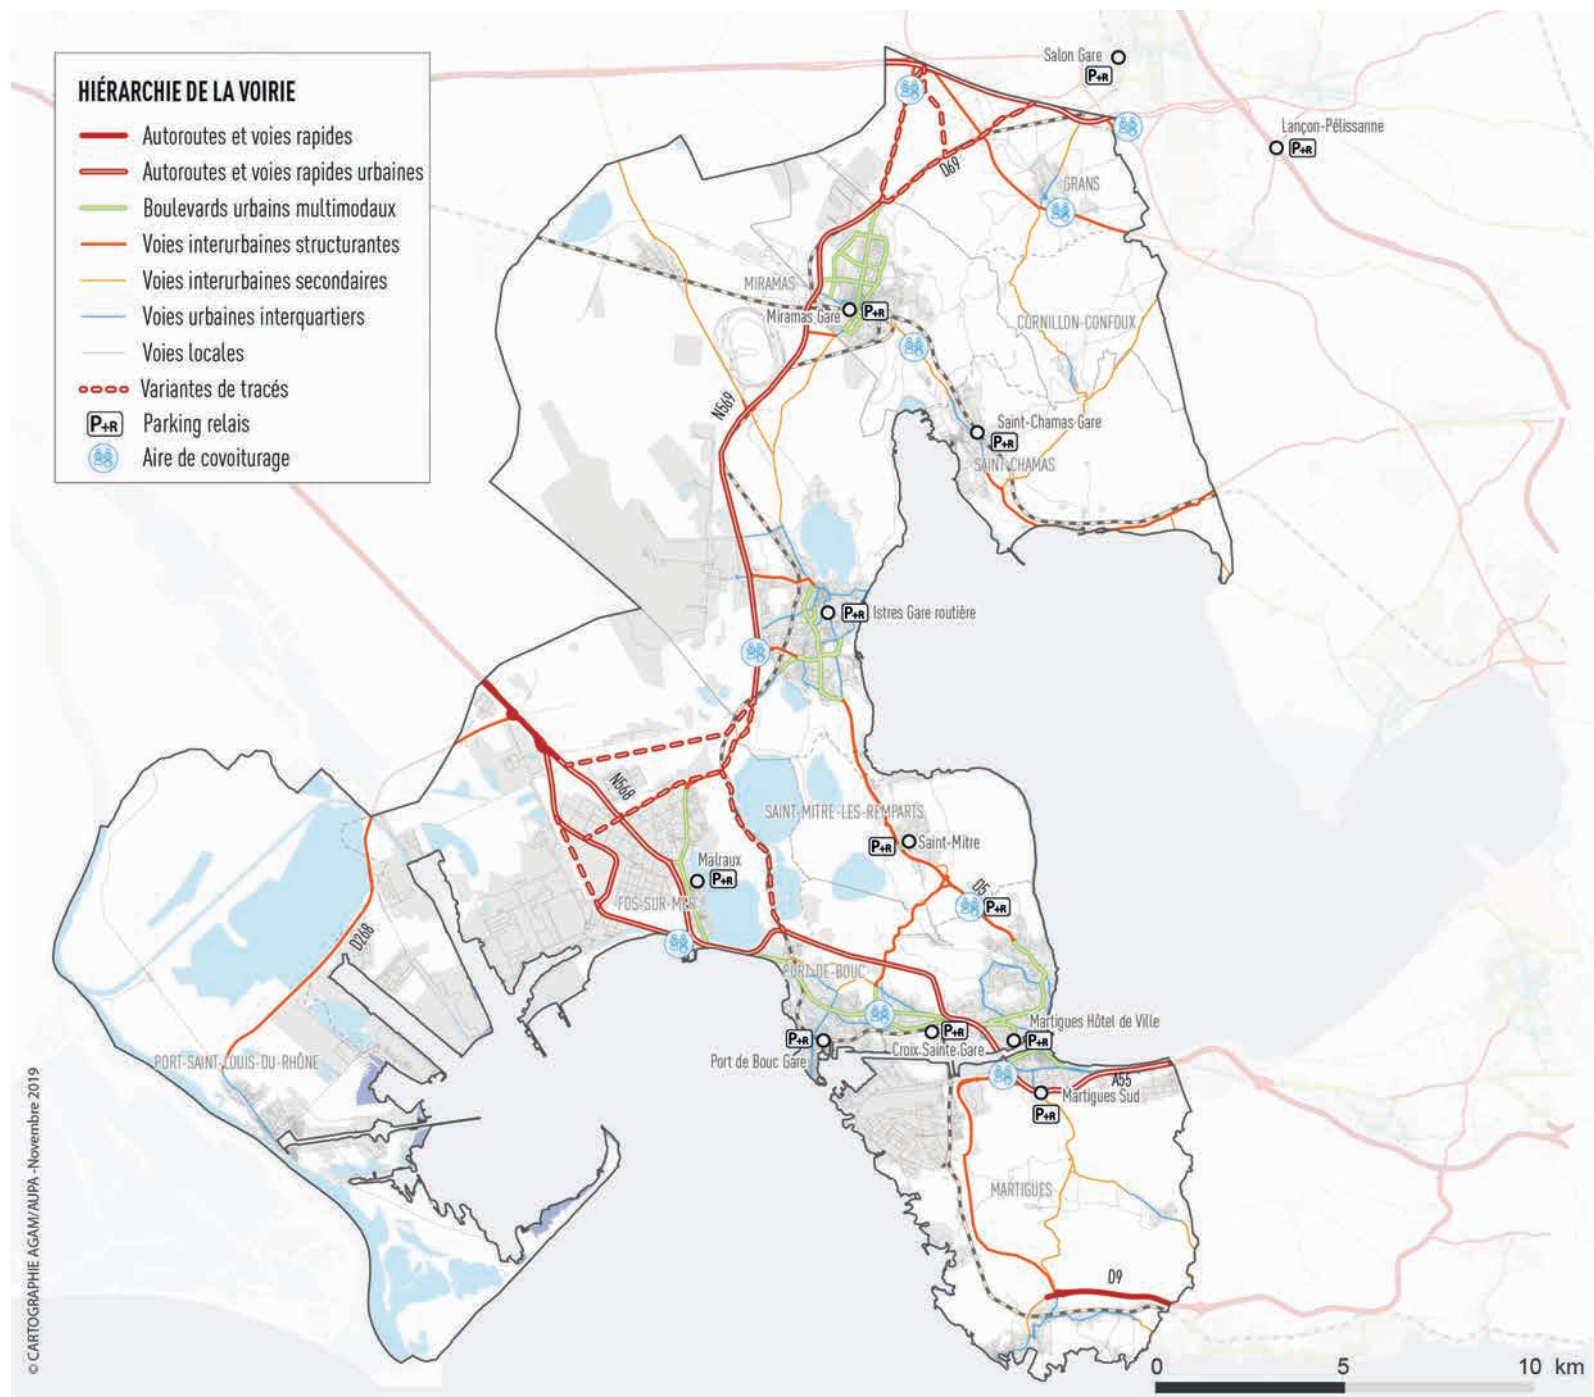 HIÉRARCHIE DE LA VOIRIE
Autoroutes et voies rapides
Autoroutes et voies rapides urbaines
Boulevards urbains multimodaux
Voies interurbaines structurantes
Voies interurbaines secondaires
Voies urbaines interquartiers
Voies locales
Variantes de tracés
P+R Parking relais
Aire de covoiturage
Salon Gare
P+R
Lançon-Pélissanne
P+R
D69
GRANS
MIRAMAS
Miramas Gare P+R
CORNILLON-CONFOUX
N569
Saint-Chamas Gare
P+R
SAINT-CHAMAS
P+R Istres Gare routière
N568
SAINT-MITRE-LES-REMPARTS
P+R Saint-Mitre
Malraux
P+R
D5
P+R
FOS-SUR-MER
D268
PORT-DE-BOUC
PORT-SAINT-LOUIS-DU-RHÔNE
Martigues Hôtel de Ville
P+R
P+R
P+R
Croix Sainte Gare
Port de Bouc Gare
A55
Martigues Sud
P+R
MARTIGUES
D9
0 5 10 km
© CARTOGRAPHIE AGAM/AUPA -Novembre 2019